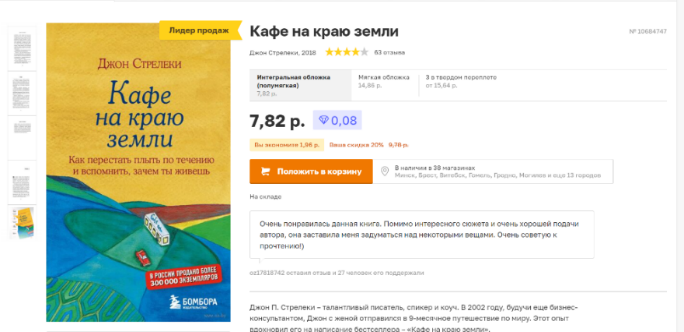 Лидер продаж
ДЖОН СТРЕЛЕКИ
Кафе
на краю
земли
Как перестать плыть по течению
и вспомнить, зачем ты живешь
В РОССИИ ПРОДАНО БОЛЕЕ
300 000 ЭКЗЕМПЛЯРОВ
БОМБОРА
Кафе на краю земли
№ 10684747
Джон Стрелеки, 2018
63 отзыва
Интегральная обложка
(полумягкая)
7,82 р.
Мягкая обложка
14,86 р.
3 в твердом переплете
от 15,64 р.
7,82 р.
0,08
Вы экономите 1,96 р.
Ваша скидка 20%
9,78 р.
Положить в корзину
В наличии в 38 магазинах
Минск, Брест, Витебск, Гомель, Гродно, Могилев и еще 13 городов
На складе
Очень понравилась данная книга. Помимо интересного сюжета и очень хорошей подачи
автора, она заставила меня задуматься над некоторыми вещами. Очень советую к
прочтению!)
oz17818742 оставил отзыв и 27 человек его поддержали
Джон П. Стрелеки – талантливый писатель, спикер и коуч. В 2002 году, будучи еще бизнес-
консультантом, Джон с женой отправился в 9-месячное путешествие по миру. Этот опыт
вдохновил его на написание бестселлера - «Кафе на краю земли».